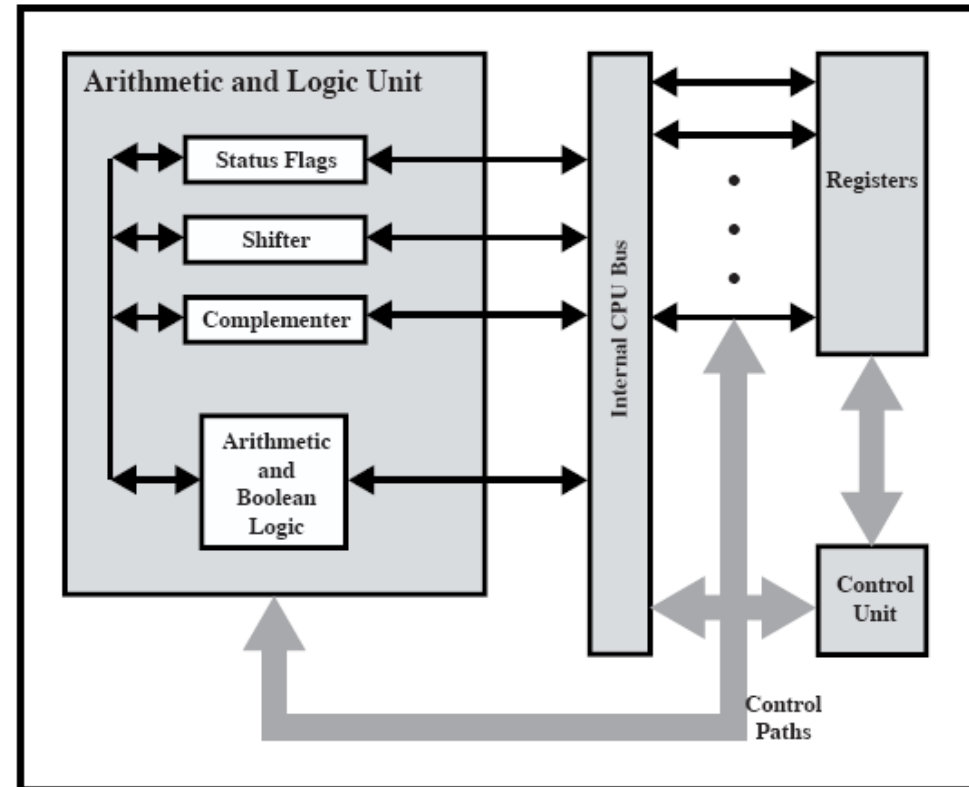 Arithmetic and Logic Unit
Status Flags
Shifter
Complementer
Arithmetic
and
Boolean
Logic
Internal CPU Bus
Registers
Control
Unit
Control
Paths